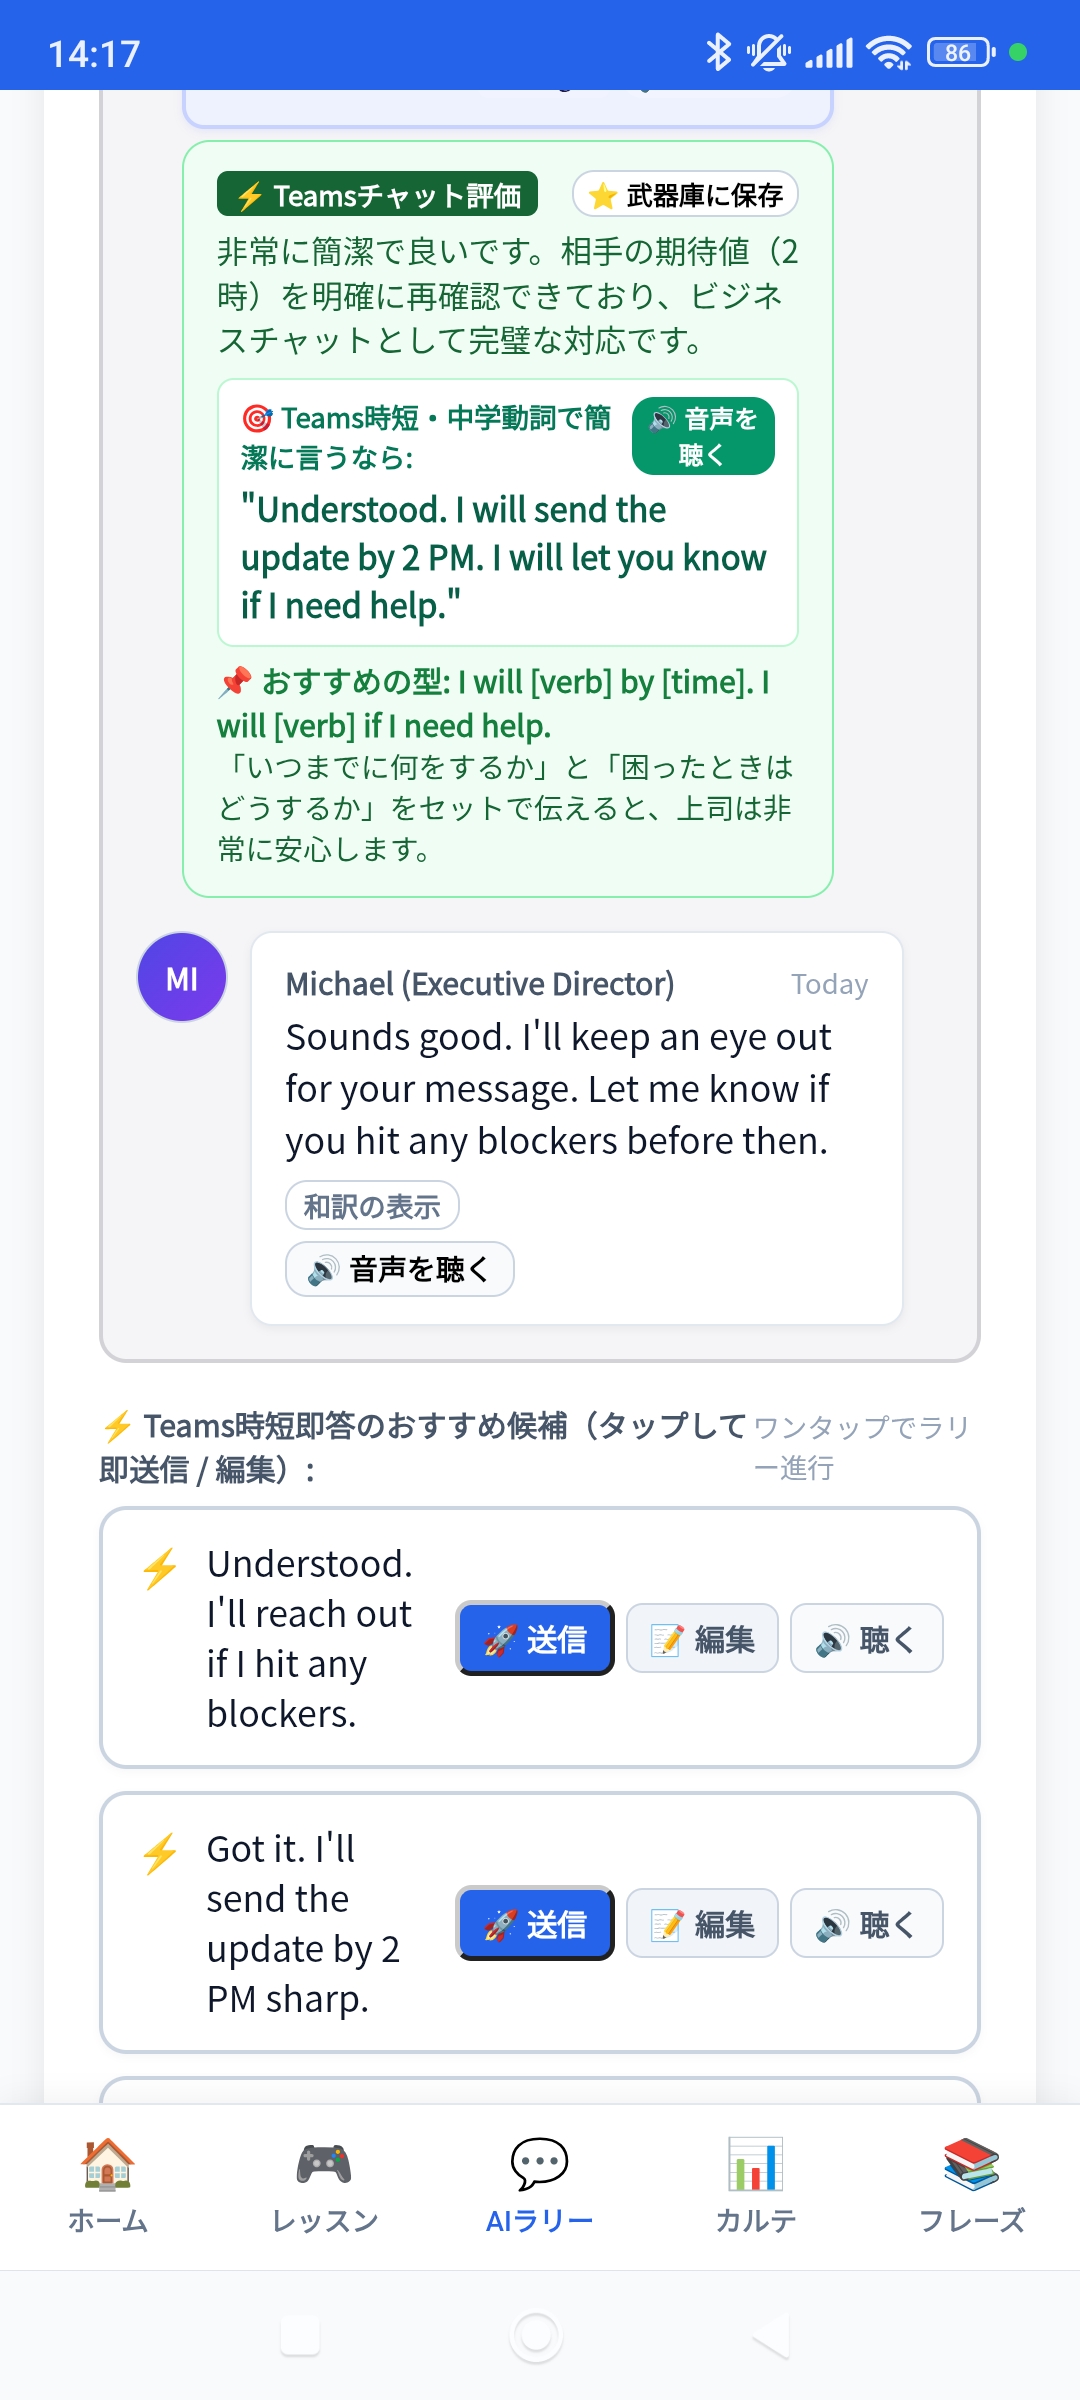 14:17
86
⚡ Teamsチャット評価
⭐ 武器庫に保存
非常に簡潔で良いです。相手の期待値（2
時）を明確に再確認できており、ビジネ
スチャットとして完璧な対応です。
🎯 Teams時短・中学動詞で簡
潔に言うなら:
🔊 音声を
聴く
"Understood. I will send the
update by 2 PM. I will let you know
if I need help."
📌 おすすめの型: I will [verb] by [time]. I
will [verb] if I need help.
「いつまでに何をするか」と「困ったときは
どうするか」をセットで伝えると、上司は非
常に安心します。
MI
Michael (Executive Director)
Today
Sounds good. I'll keep an eye out
for your message. Let me know if
you hit any blockers before then.
和訳の表示
🔊 音声を聴く
⚡ Teams時短即答のおすすめ候補（タップして
即送信 / 編集）:
ワンタップでラリ
ー進行
⚡ Understood.
I'll reach out
if I hit any
blockers.
🚀 送信
📝 編集
🔊 聴く
⚡ Got it. I'll
send the
update by 2
PM sharp.
🚀 送信
📝 編集
🔊 聴く
ホーム
レッスン
AIラリー
カルテ
フレーズ